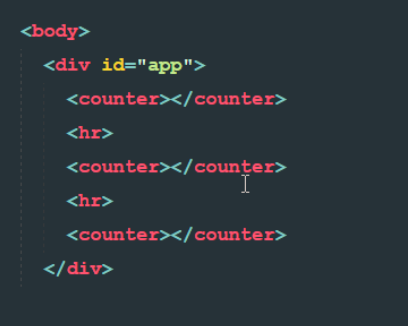 <body>
<div id="app">
<counter></counter>
<hr>
<counter></counter>
<hr>
<counter></counter>
</div>